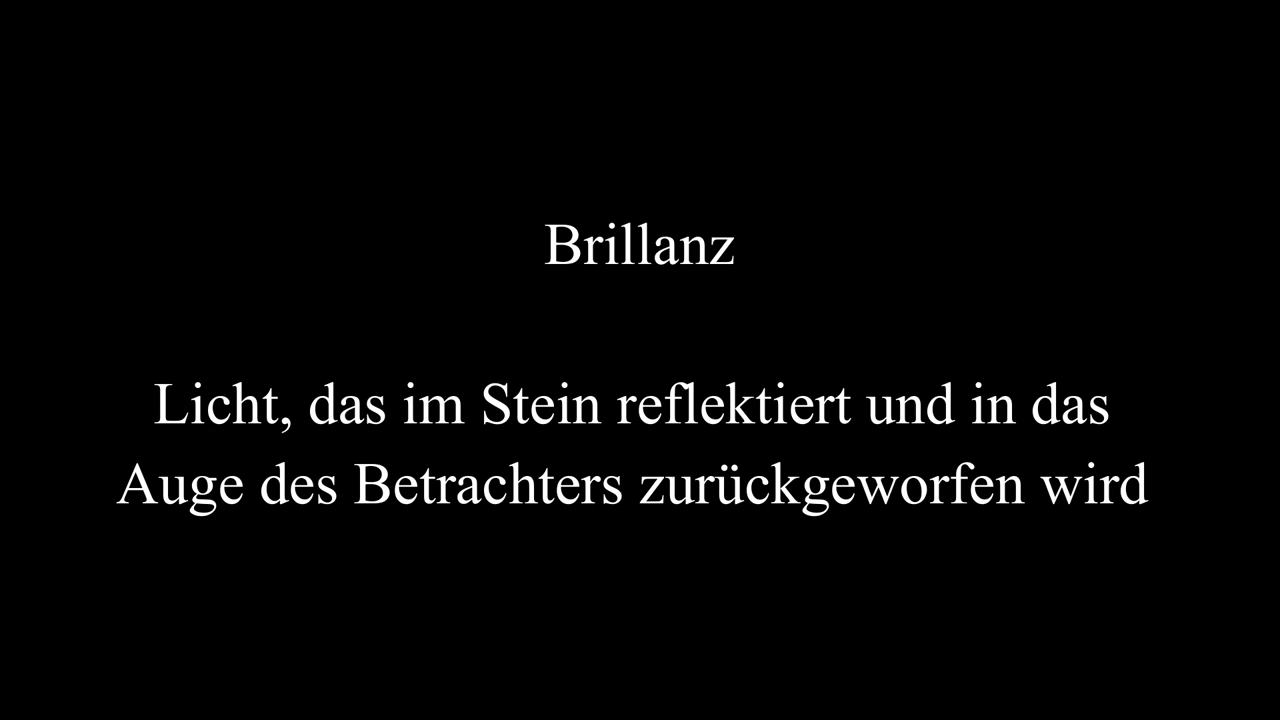 Brillanz
Licht, das im Stein reflektiert und in das
Auge des Betrachters zurückgeworfen wird